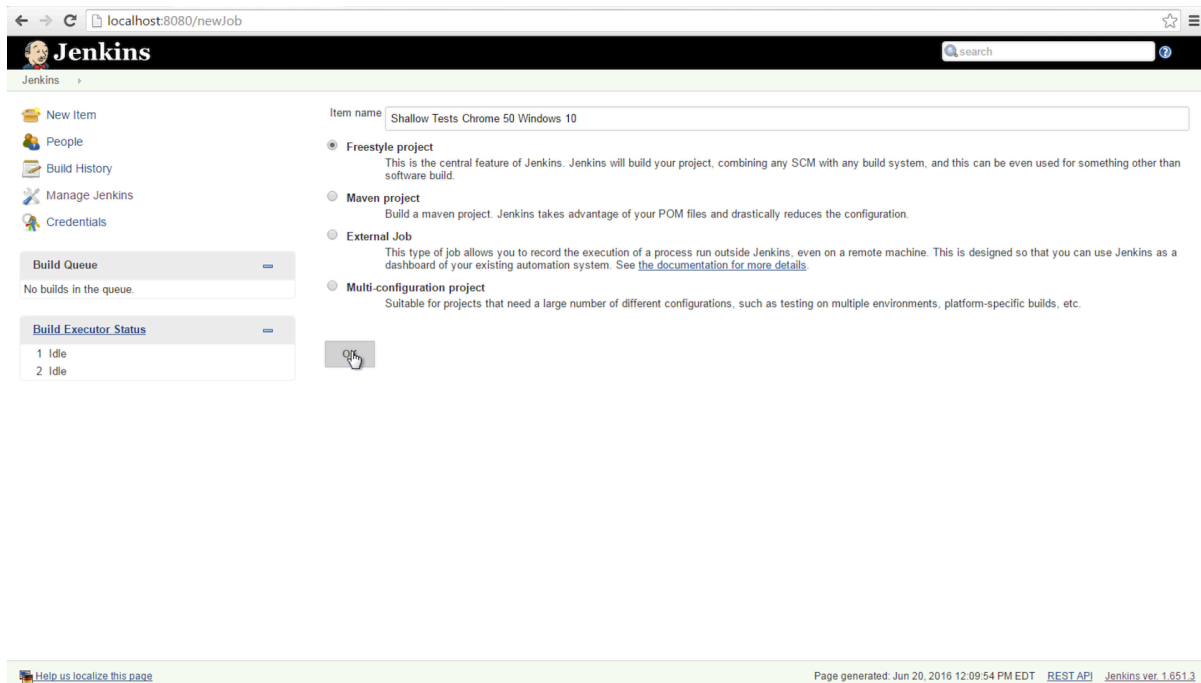 localhost:8080/newJob
Jenkins
search
Jenkins
New Item
People
Build History
Manage Jenkins
Credentials
Build Queue
No builds in the queue.
Build Executor Status
1 Idle
2 Idle
Item name Shallow Tests Chrome 50 Windows 10
Freestyle project
This is the central feature of Jenkins. Jenkins will build your project, combining any SCM with any build system, and this can be even used for something other than
software build.
Maven project
Build a maven project. Jenkins takes advantage of your POM files and drastically reduces the configuration.
External Job
This type of job allows you to record the execution of a process run outside Jenkins, even on a remote machine. This is designed so that you can use Jenkins as a
dashboard of your existing automation system. See the documentation for more details.
Multi-configuration project
Suitable for projects that need a large number of different configurations, such as testing on multiple environments, platform-specific builds, etc.
Help us localize this page
Page generated: Jun 20, 2016 12:09:54 PM EDT REST API Jenkins ver. 1.651.3